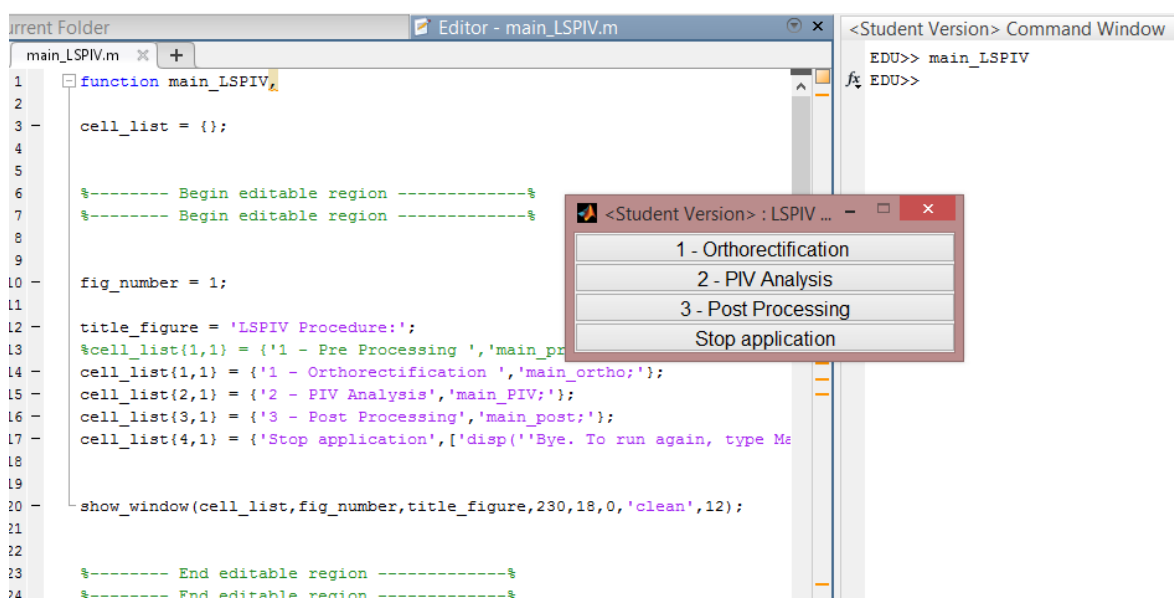 urrent Folder
Editor - main_LSPIV.m
main_LSPIV.m
1 function main_LSPIV,
2
3 - cell_list = {};
4
5
6 %-------- Begin editable region -------------%
7 %-------- Begin editable region -------------%
8
9
10 - fig_number = 1;
11
12 - title_figure = 'LSPIV Procedure:';
13 %cell_list{1,1} = {'1 - Pre Processing ','main_pr
14 - cell_list{1,1} = {'1 - Orthorectification ','main_ortho;'};
15 - cell_list{2,1} = {'2 - PIV Analysis','main_PIV;'};
16 - cell_list{3,1} = {'3 - Post Processing','main_post;'};
17 - cell_list{4,1} = {'Stop application',['disp(''Bye. To run again, type Ma
18
19
20 - show_window(cell_list,fig_number,title_figure,230,18,0,'clean',12);
21
22
23 %-------- End editable region -------------%
24 %-------- End editable region -------------%
<Student Version> : LSPIV ...
1 - Orthorectification
2 - PIV Analysis
3 - Post Processing
Stop application
<Student Version> Command Window
EDU>> main_LSPIV
fx EDU>>